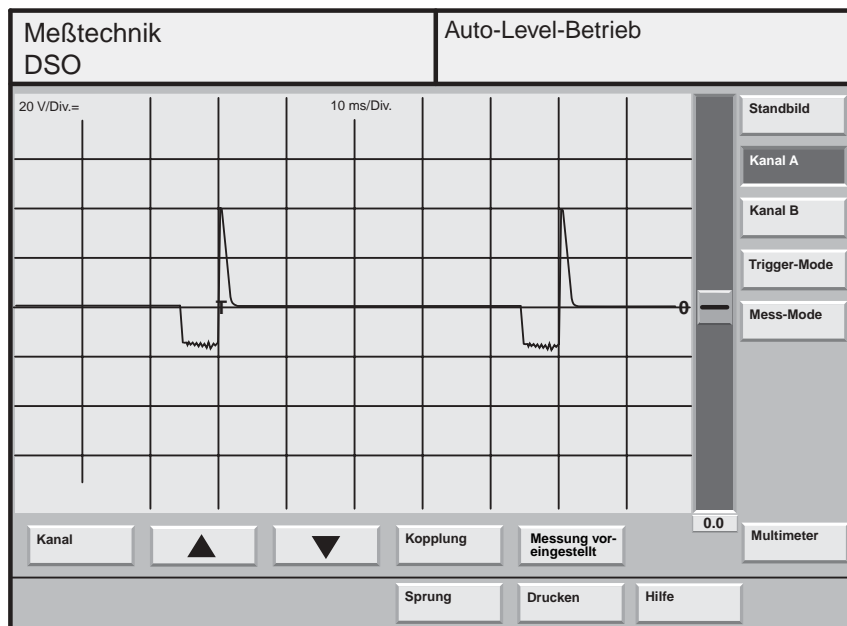 Meßtechnik
DSO
Auto-Level-Betrieb
20 V/Div.=
10 ms/Div.
T
0
0.0
Standbild
Kanal A
Kanal B
Trigger-Mode
Mess-Mode
Multimeter
Kanal
Kopplung
Messung vor-
eingestellt
Sprung
Drucken
Hilfe